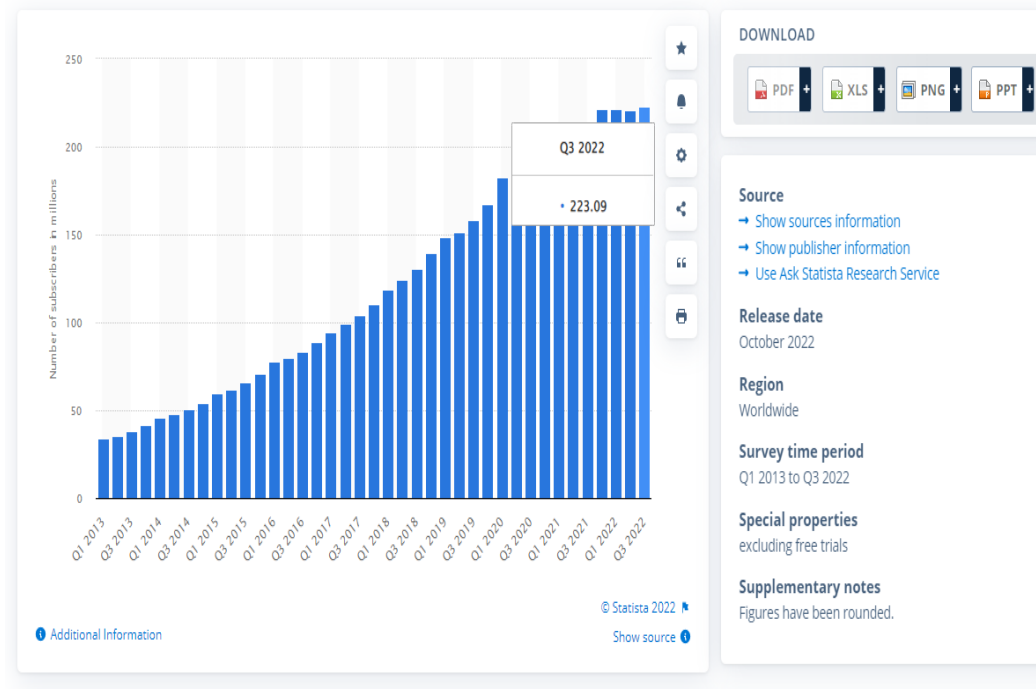 250
200
150
100
50
0
Number of subscribers in millions
Q3 2022
• 223.09
Q1 2013
Q3 2013
Q1 2014
Q3 2014
Q1 2015
Q3 2015
Q1 2016
Q3 2016
Q1 2017
Q3 2017
Q1 2018
Q3 2018
Q1 2019
Q3 2019
Q1 2020
Q3 2020
Q1 2021
Q3 2021
Q1 2022
Q3 2022
© Statista 2022
Additional Information
Show source
DOWNLOAD
PDF + XLS + PNG + PPT +
Source
→ Show sources information
→ Show publisher information
→ Use Ask Statista Research Service
Release date
October 2022
Region
Worldwide
Survey time period
Q1 2013 to Q3 2022
Special properties
excluding free trials
Supplementary notes
Figures have been rounded.